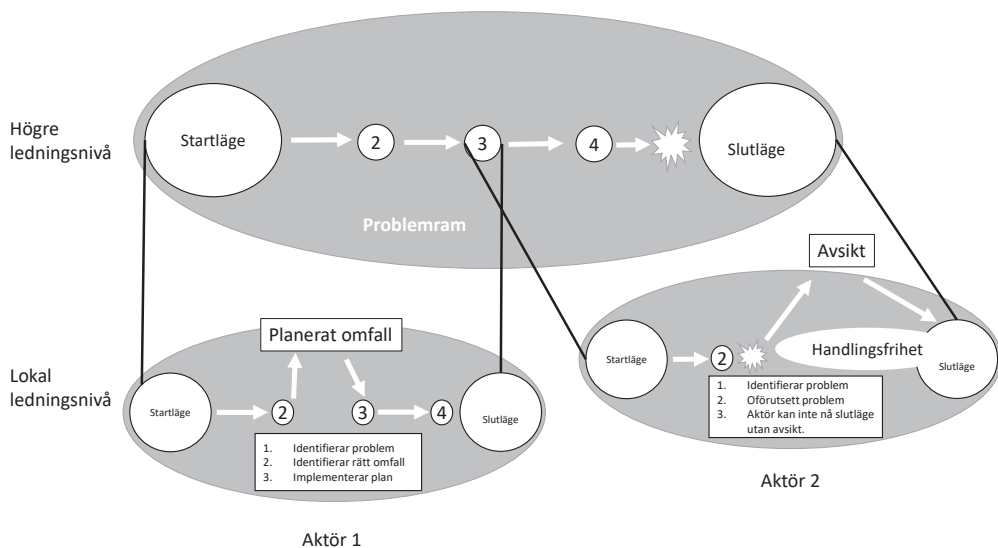 Högre
ledningsnivå
Startläge
2
3
4
Slutläge
Problemram
Avsikt
Lokal
ledningsnivå
Planerat omfall
Startläge
2
3
4
Slutläge
1. Identifierar problem
2. Identifierar rätt omfall
3. Implementerar plan
Aktör 1
Startläge
2
Handlingsfrihet
Slutläge
1. Identifierar problem
2. Oförutsett problem
3. Aktör kan inte nå slutläge
utan avsikt.
Aktör 2